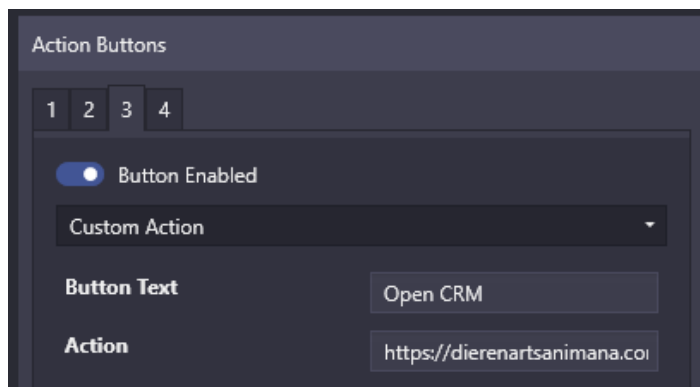 Action Buttons
1 2 3 4
Button Enabled
Custom Action
Button Text Open CRM
Action https://dierenartsanimana.co